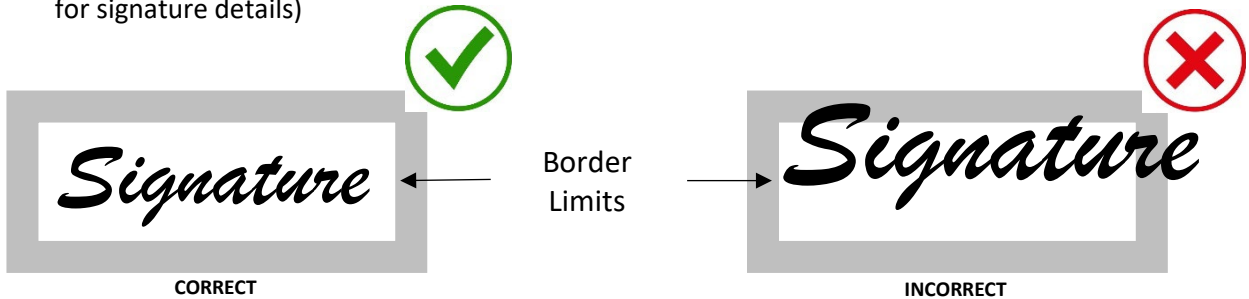 for signature details)
Signature
Border
Limits
Signature
CORRECT
INCORRECT